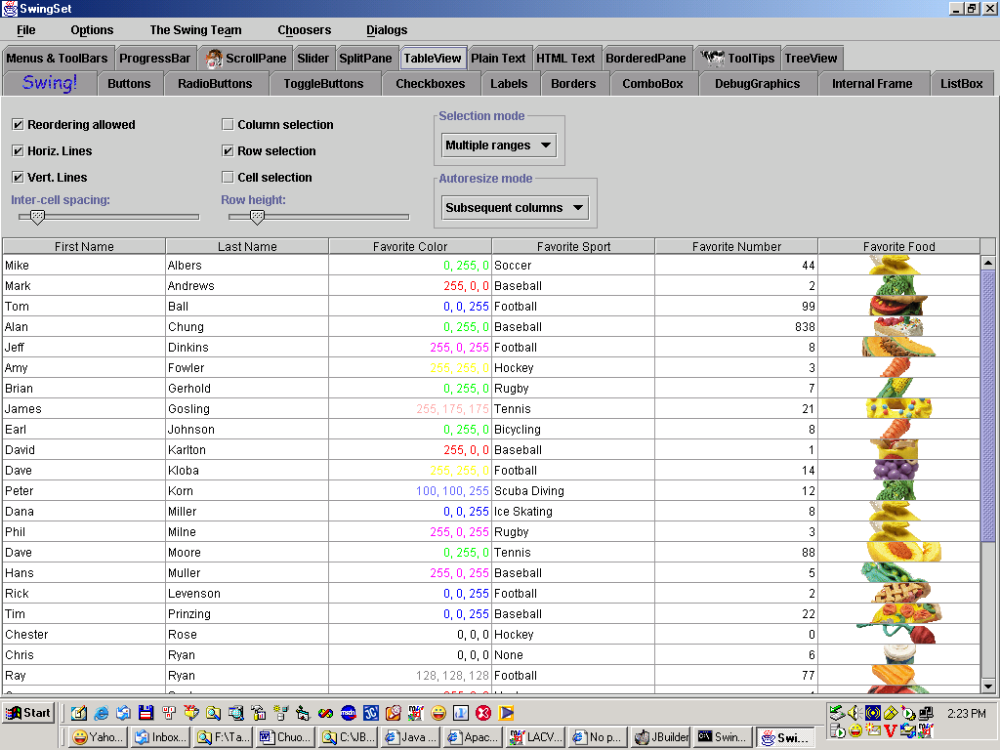 SwingSet
File Options The Swing Team Choosers Dialogs
Menus & ToolBars ProgressBar ScrollPane Slider SplitPane TableView Plain Text HTML Text BorderedPane ToolTips TreeView
Swing! Buttons RadioButtons ToggleButtons Checkboxes Labels Borders ComboBox DebugGraphics Internal Frame ListBox
Reordering allowed Column selection Selection mode
Horiz. Lines Row selection Multiple ranges
Vert. Lines Cell selection Autoresize mode
Inter-cell spacing: Row height: Subsequent columns
First Name Last Name Favorite Color Favorite Sport Favorite Number Favorite Food
Mike Albers 0, 255, 0 Soccer 44
Mark Andrews 255, 0, 0 Baseball 2
Tom Ball 0, 0, 255 Football 99
Alan Chung 0, 255, 0 Baseball 838
Jeff Dinkins 255, 0, 255 Football 8
Amy Fowler 255, 255, 0 Hockey 3
Brian Gerhold 0, 255, 0 Rugby 7
James Gosling 255, 175, 175 Tennis 21
Earl Johnson 0, 255, 0 Bicycling 8
David Karlton 255, 0, 0 Baseball 1
Dave Kloba 255, 255, 0 Football 14
Peter Korn 100, 100, 255 Scuba Diving 12
Dana Miller 0, 0, 255 Ice Skating 8
Phil Milne 255, 0, 255 Rugby 3
Dave Moore 0, 255, 0 Tennis 88
Hans Muller 255, 0, 255 Baseball 5
Rick Levenson 0, 0, 255 Football 2
Tim Prinzing 0, 0, 255 Baseball 22
Chester Rose 0, 0, 0 Hockey 0
Chris Ryan 0, 0, 0 None 6
Ray Ryan 128, 128, 128 Football 77
Start 2:23 PM
Yaho... Inbox... F:\Ta... Chuo... C:\JB... Java ... Apac... LACV... No p... JBuilder Swin... Swi...